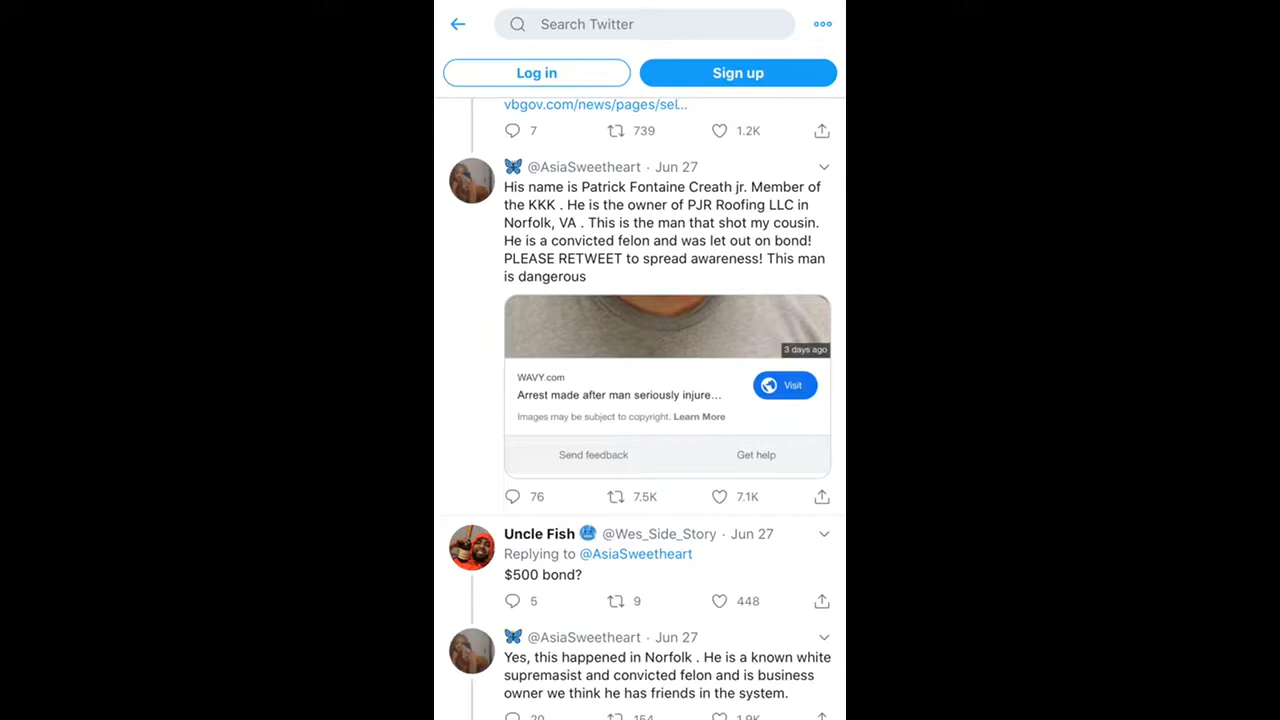 Search Twitter
Log in
Sign up
vbgov.com/news/pages/sel...
7 739 1.2K
@AsiaSweetheart · Jun 27
His name is Patrick Fontaine Creath jr. Member of
the KKK . He is the owner of PJR Roofing LLC in
Norfolk, VA . This is the man that shot my cousin.
He is a convicted felon and was let out on bond!
PLEASE RETWEET to spread awareness! This man
is dangerous
3 days ago
WAVY.com
Arrest made after man seriously injure...
Visit
Images may be subject to copyright. Learn More
Send feedback
Get help
76 7.5K 7.1K
Uncle Fish @Wes_Side_Story · Jun 27
Replying to @AsiaSweetheart
$500 bond?
5 9 448
@AsiaSweetheart · Jun 27
Yes, this happened in Norfolk . He is a known white
supremasist and convicted felon and is business
owner we think he has friends in the system.
20 154 1.9K